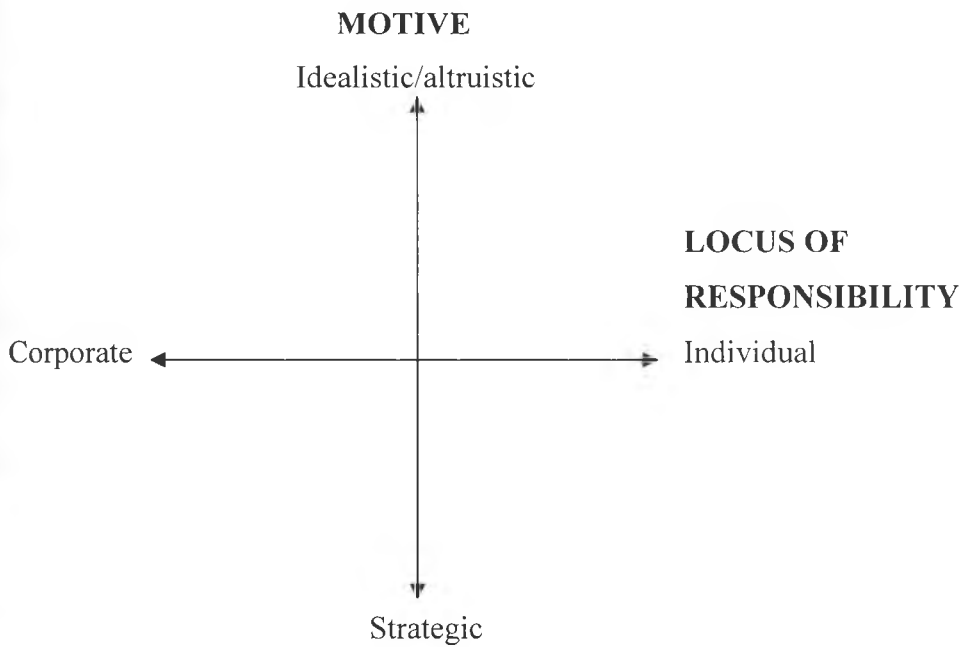 MOTIVE
Idealistic/altruistic
LOCUS OF
RESPONSIBILITY
Corporate
Individual
Strategic